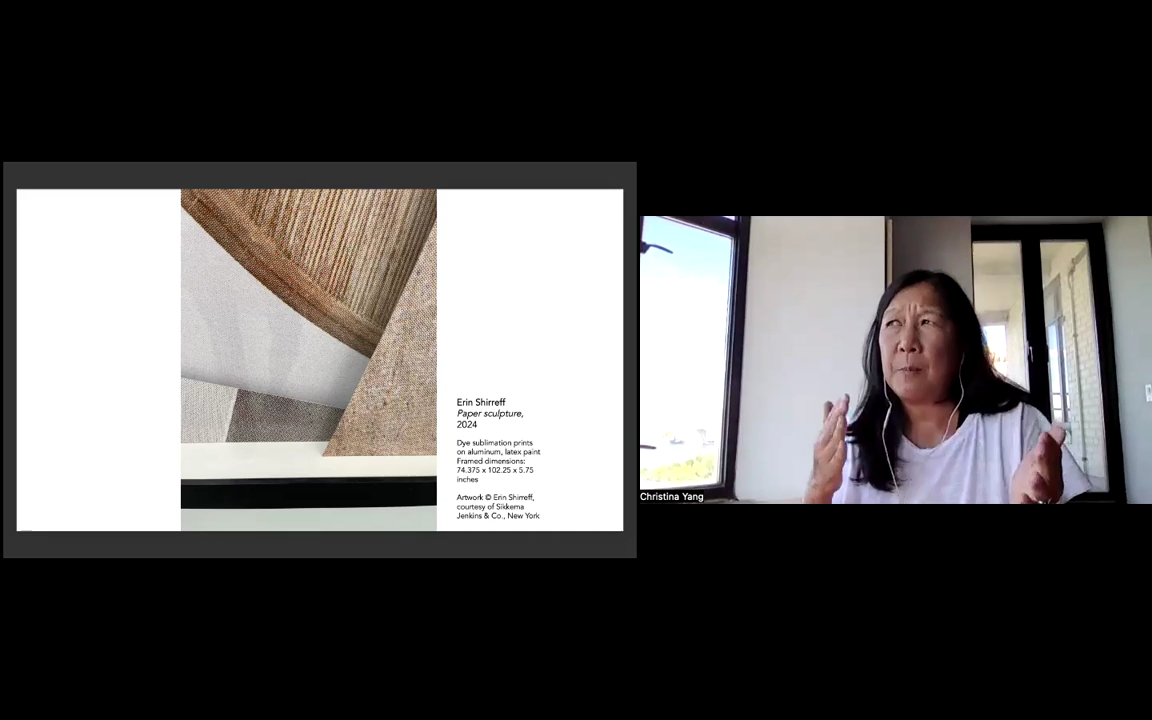 Erin Shirreff
Paper sculpture,
2024
Dye sublimation prints
on aluminum, latex paint
Framed dimensions:
74.375 x 102.25 x 5.75
inches
Artwork © Erin Shirreff,
courtesy of Sikkema
Jenkins & Co., New York
Christina Yang